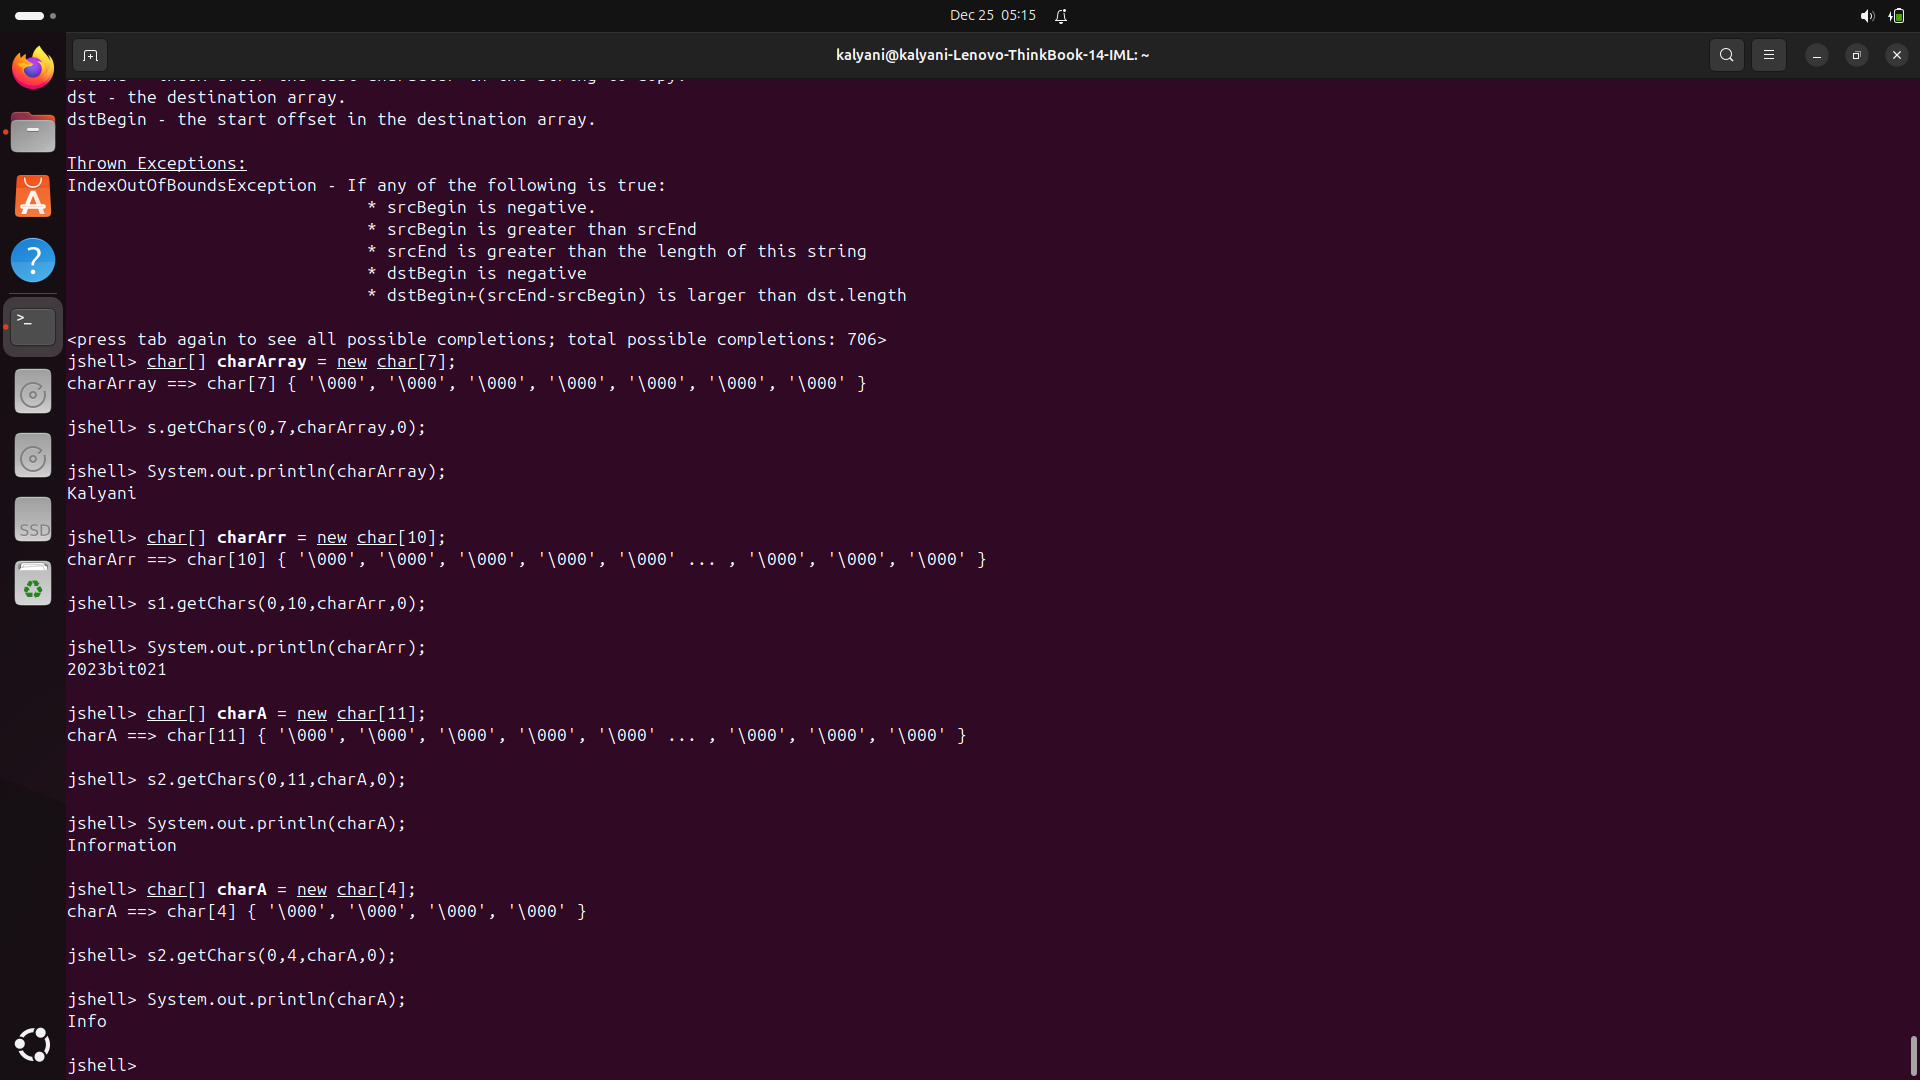 Dec 25 05:15
kalyani@kalyani-Lenovo-ThinkBook-14-IML: ~
dst - the destination array.
dstBegin - the start offset in the destination array.
Thrown Exceptions:
IndexOutOfBoundsException - If any of the following is true:
* srcBegin is negative.
* srcBegin is greater than srcEnd
* srcEnd is greater than the length of this string
* dstBegin is negative
* dstBegin+(srcEnd-srcBegin) is larger than dst.length
<press tab again to see all possible completions; total possible completions: 706>
jshell> char[] charArray = new char[7];
charArray ==> char[7] { '\000', '\000', '\000', '\000', '\000', '\000', '\000' }
jshell> s.getChars(0,7,charArray,0);
jshell> System.out.println(charArray);
Kalyani
jshell> char[] charArr = new char[10];
charArr ==> char[10] { '\000', '\000', '\000', '\000', '\000' ... , '\000', '\000', '\000' }
jshell> s1.getChars(0,10,charArr,0);
jshell> System.out.println(charArr);
2023bit021
jshell> char[] charA = new char[11];
charA ==> char[11] { '\000', '\000', '\000', '\000', '\000' ... , '\000', '\000', '\000' }
jshell> s2.getChars(0,11,charA,0);
jshell> System.out.println(charA);
Information
jshell> char[] charA = new char[4];
charA ==> char[4] { '\000', '\000', '\000', '\000' }
jshell> s2.getChars(0,4,charA,0);
jshell> System.out.println(charA);
Info
jshell>
SSD